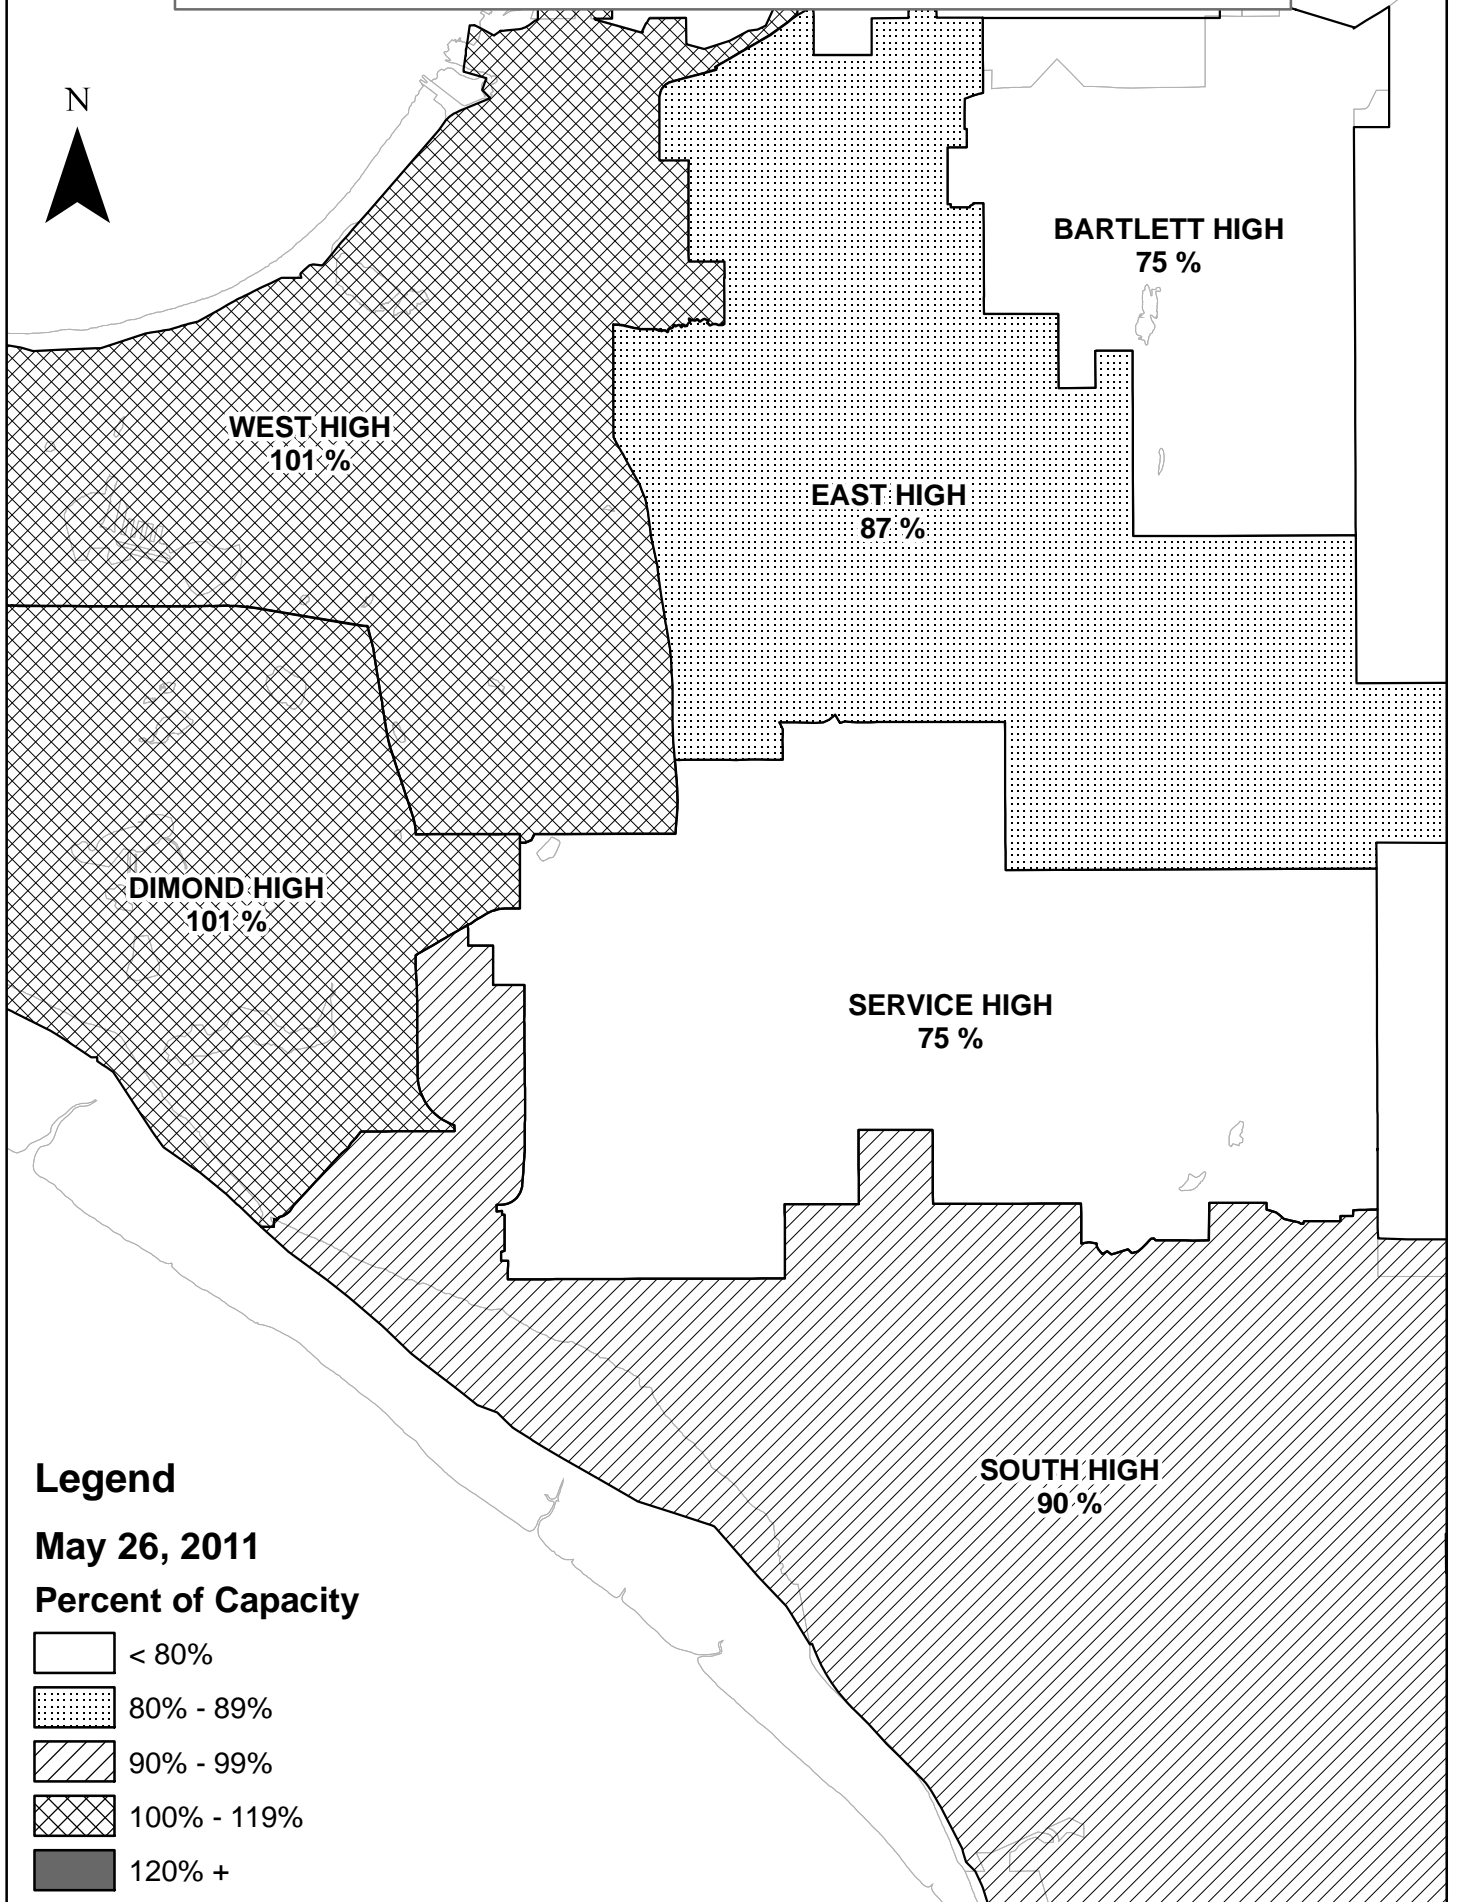 N
BARTLETT HIGH
75 %
WEST HIGH
101 %
EAST HIGH
87 %
DIMOND HIGH
101 %
SERVICE HIGH
75 %
SOUTH HIGH
90 %
Legend
May 26, 2011
Percent of Capacity
< 80%
80% - 89%
90% - 99%
100% - 119%
120% +